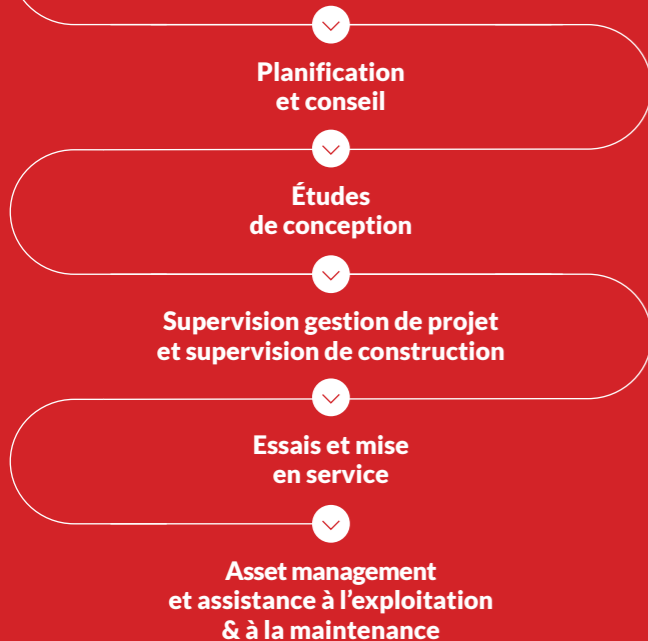 Planification
et conseil
Études
de conception
Supervision gestion de projet
et supervision de construction
Essais et mise
en service
Asset management
et assistance à l’exploitation
& à la maintenance